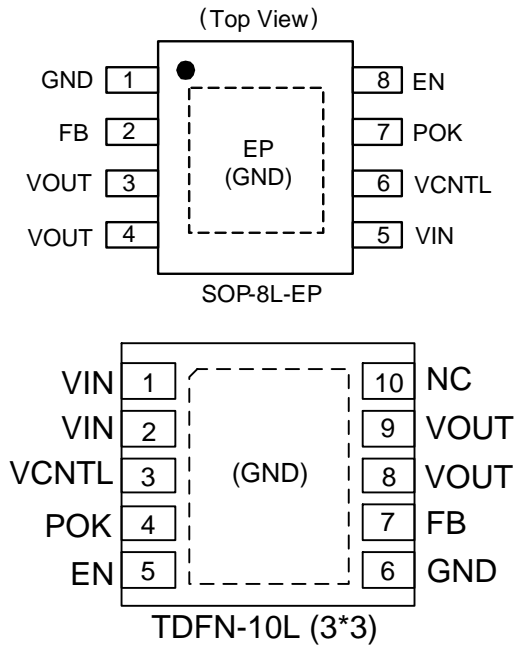 (Top View)
GND 1 8 EN
FB 2 7 POK
EP
(GND)
VOUT 3 6 VCNTL
VOUT 4 5 VIN
SOP-8L-EP
VIN 1 10 NC
VIN 2 9 VOUT
VCNTL 3 (GND) 8 VOUT
POK 4 7 FB
EN 5 6 GND
TDFN-10L (3*3)